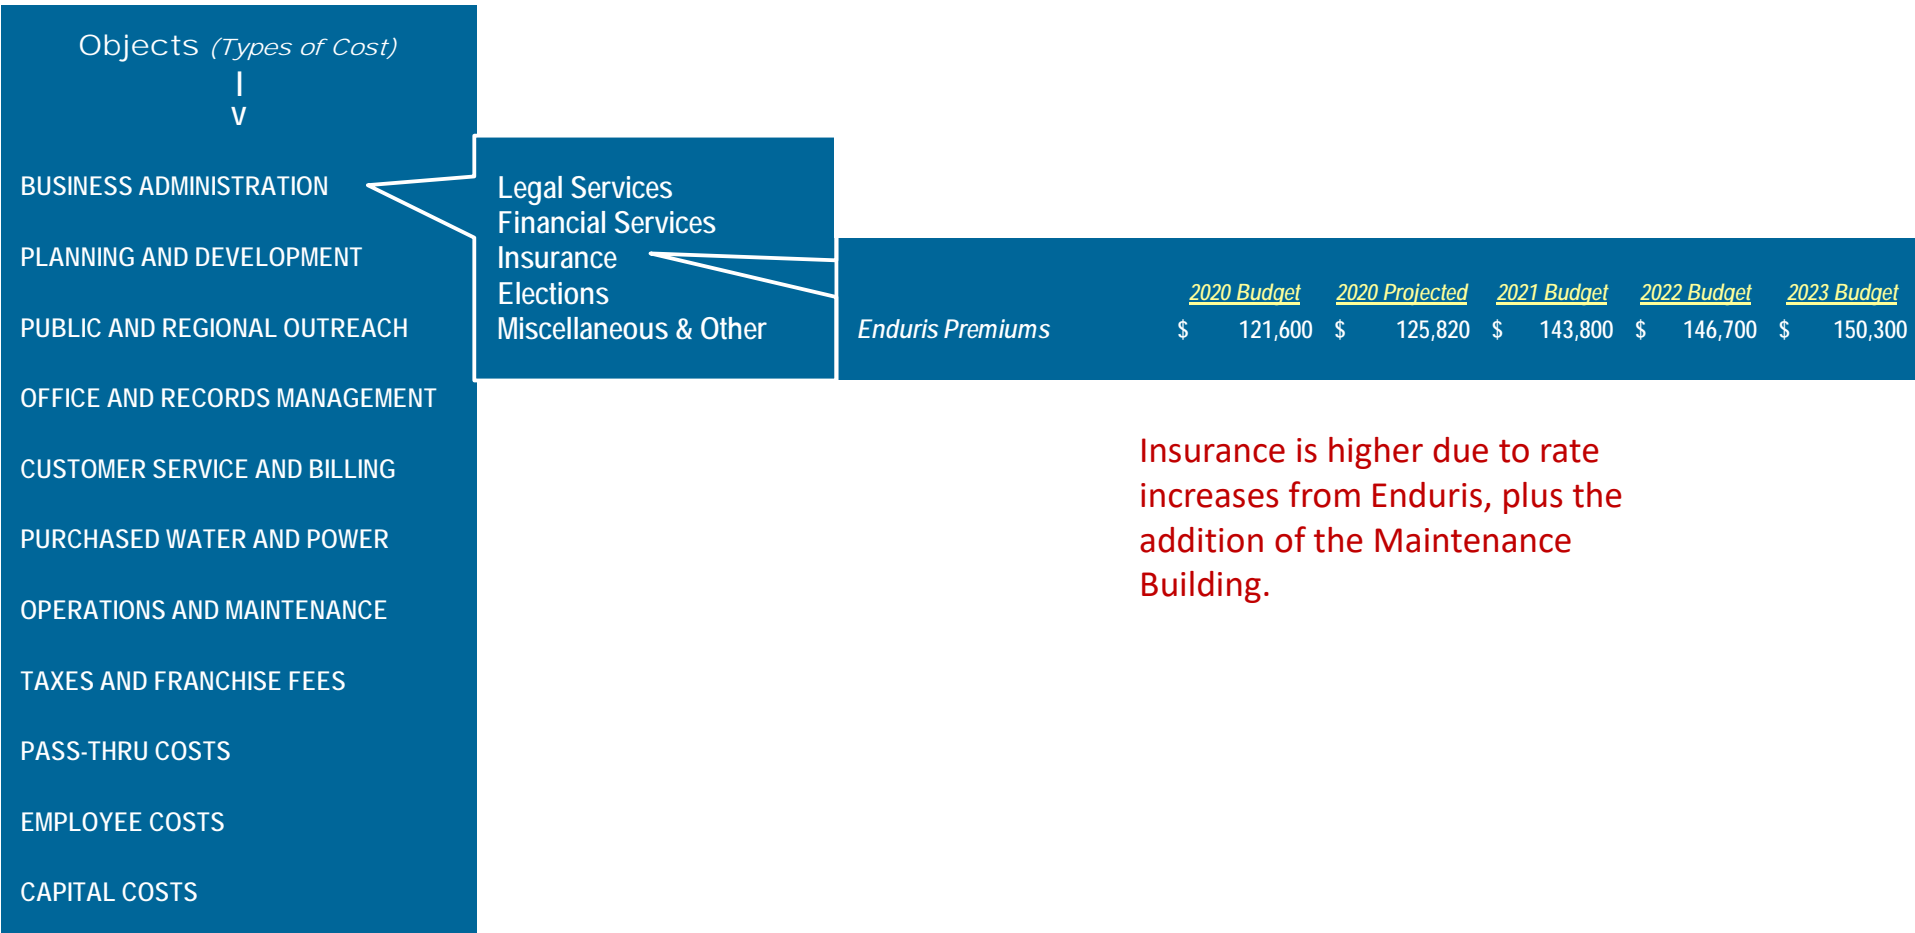 Objects (Types of Cost)
|
v
BUSINESS ADMINISTRATION
PLANNING AND DEVELOPMENT
PUBLIC AND REGIONAL OUTREACH
OFFICE AND RECORDS MANAGEMENT
CUSTOMER SERVICE AND BILLING
PURCHASED WATER AND POWER
OPERATIONS AND MAINTENANCE
TAXES AND FRANCHISE FEES
PASS-THRU COSTS
EMPLOYEE COSTS
CAPITAL COSTS
Legal Services
Financial Services
Insurance
Elections
Miscellaneous & Other
2020 Budget 2020 Projected 2021 Budget 2022 Budget 2023 Budget
Enduris Premiums $ 121,600 $ 125,820 $ 143,800 $ 146,700 $ 150,300
Insurance is higher due to rate
increases from Enduris, plus the
addition of the Maintenance
Building.